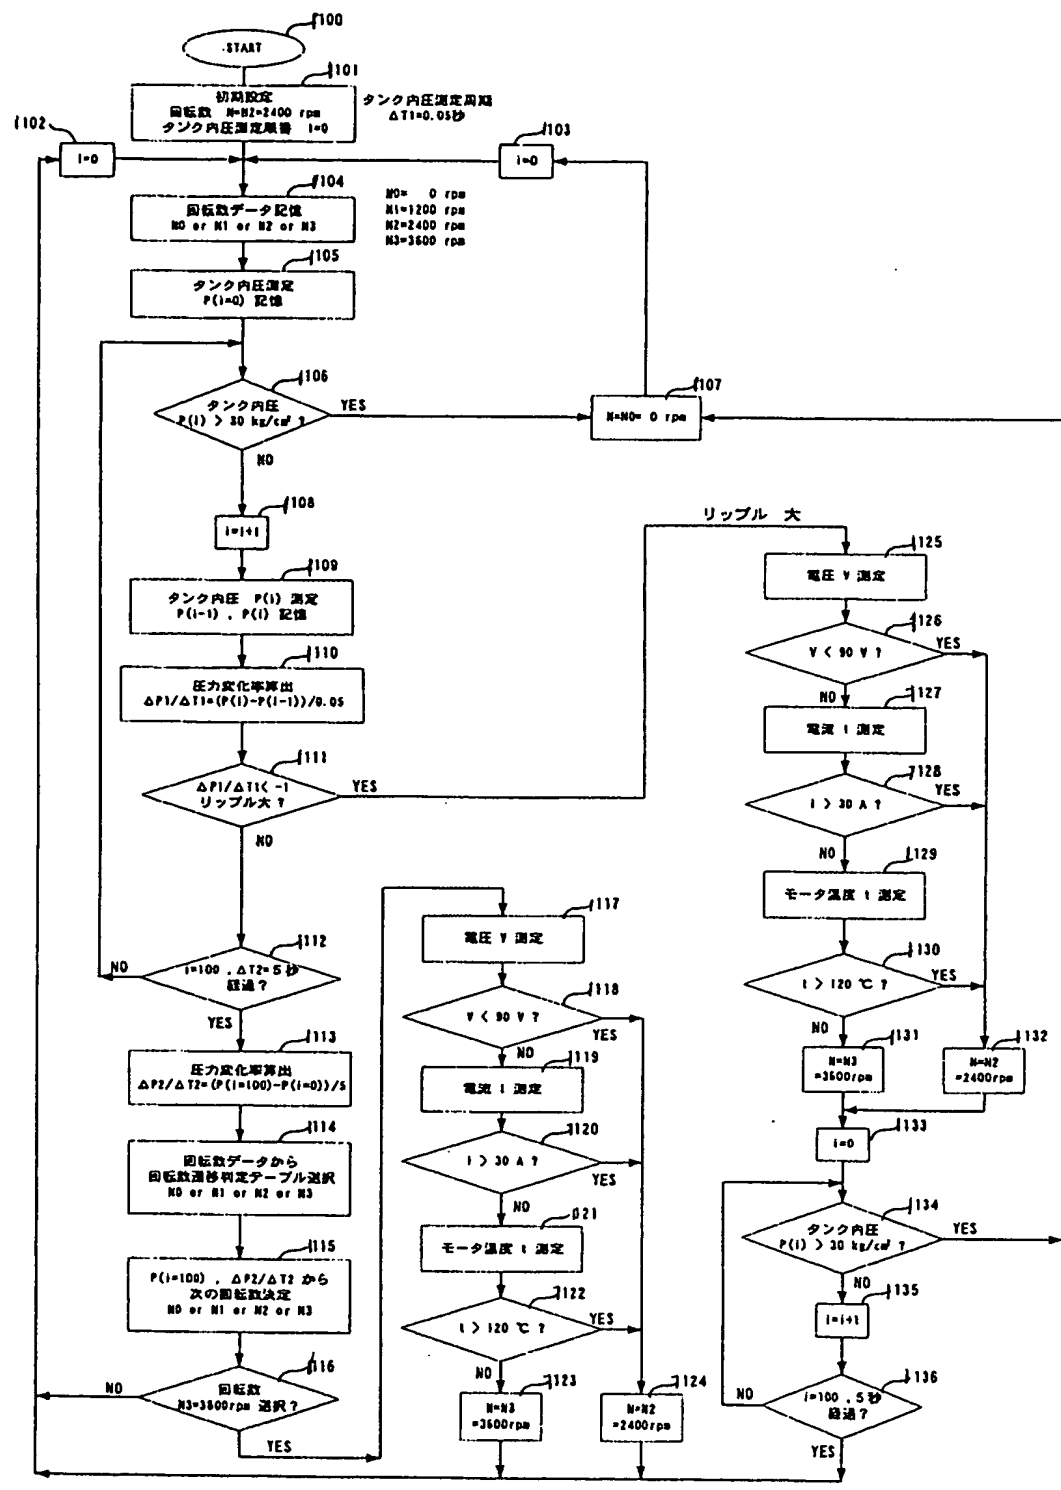 100
START
101
初期設定
回転数 N=N2=2400 rpm
タンク内圧測定順番 i=0
タンク内圧測定周期
ΔT1=0.05秒
102
i=0
103
i=0
104
回転数データ記憶
N0 or N1 or N2 or N3
N0= 0 rpm
N1=1200 rpm
N2=2400 rpm
N3=3600 rpm
105
タンク内圧測定
P(i=0) 記憶
106
タンク内圧
P(i) > 30 kg/cm² ?
YES
NO
107
N=N0= 0 rpm
108
i=i+1
109
タンク内圧 P(i) 測定
P(i-1) , P(i) 記憶
110
圧力変化率算出
ΔP1/ΔT1=(P(i)-P(i-1))/0.05
111
ΔP1/ΔT1< -1
リップル大 ?
YES
NO
リップル 大
112
i=100 , ΔT2= 5 秒
経過 ?
NO
YES
113
圧力変化率算出
ΔP2/ΔT2=(P(i=100)-P(i=0))/5
114
回転数データから
回転数遷移判定テーブル選択
N0 or N1 or N2 or N3
115
P(i=100) , ΔP2/ΔT2 から
次の回転数決定
N0 or N1 or N2 or N3
116
回転数
N3=3600rpm 選択 ?
NO
YES
117
電圧 V 測定
118
V < 90 V ?
YES
NO
119
電流 I 測定
120
I > 30 A ?
YES
NO
121
モータ温度 t 測定
122
t > 120 ℃ ?
YES
NO
123
N=N3
=3600rpm
124
N=N2
=2400rpm
125
電圧 V 測定
126
V < 90 V ?
YES
NO
127
電流 I 測定
128
I > 30 A ?
YES
NO
129
モータ温度 t 測定
130
t > 120 ℃ ?
YES
NO
131
N=N3
=3600rpm
132
N=N2
=2400rpm
133
i=0
134
タンク内圧
P(i) > 30 kg/cm² ?
YES
NO
135
i=i+1
136
i=100 , 5 秒
経過 ?
NO
YES